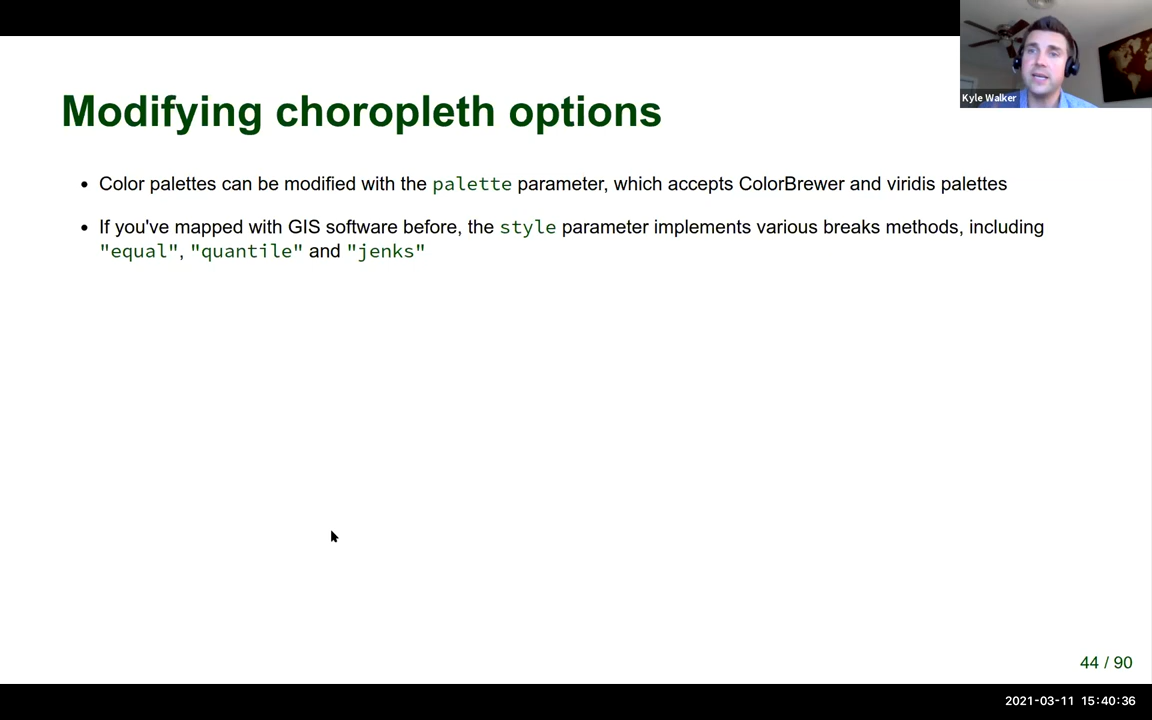 Kyle Walker
Modifying choropleth options
• Color palettes can be modified with the palette parameter, which accepts ColorBrewer and viridis palettes
• If you've mapped with GIS software before, the style parameter implements various breaks methods, including
"equal", "quantile" and "jenks"
44 / 90
2021-03-11 15:40:36